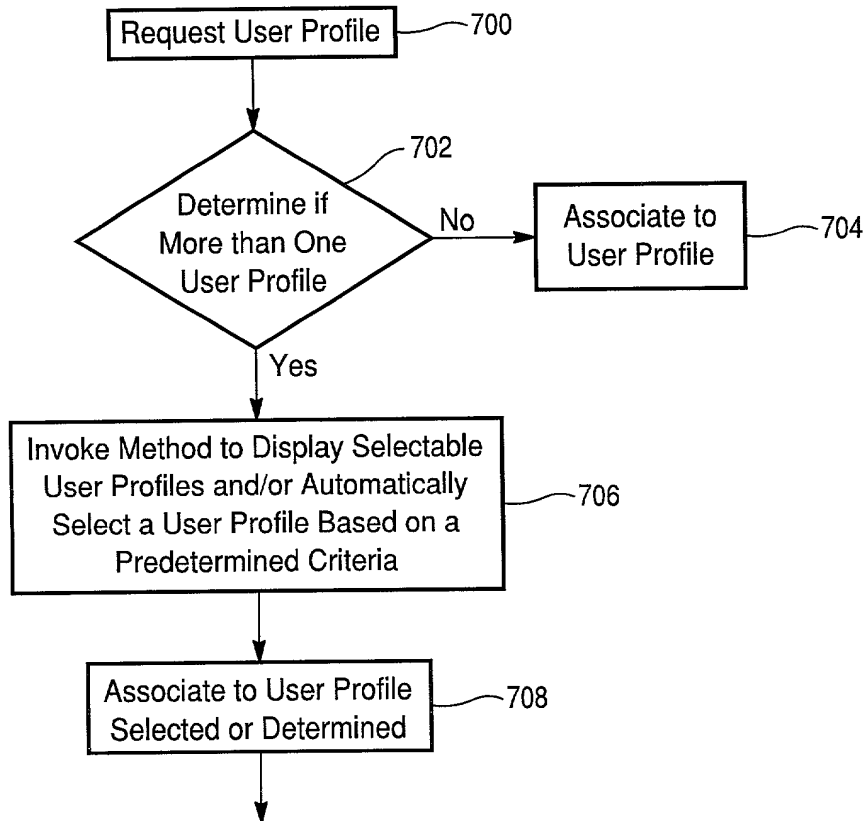 Request User Profile
700
702
Determine if
More than One
User Profile
No
Associate to
User Profile
704
Yes
Invoke Method to Display Selectable
User Profiles and/or Automatically
Select a User Profile Based on a
Predetermined Criteria
706
Associate to User Profile
Selected or Determined
708